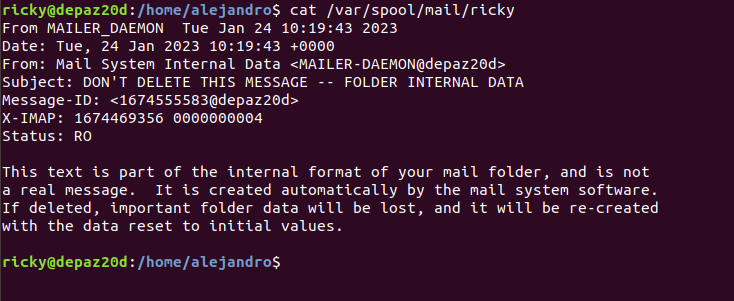 ricky@depaz20d:/home/alejandro$ cat /var/spool/mail/ricky
From MAILER_DAEMON  Tue Jan 24 10:19:43 2023
Date: Tue, 24 Jan 2023 10:19:43 +0000
From: Mail System Internal Data <MAILER-DAEMON@depaz20d>
Subject: DON'T DELETE THIS MESSAGE -- FOLDER INTERNAL DATA
Message-ID: <1674555583@depaz20d>
X-IMAP: 1674469356 0000000004
Status: RO

This text is part of the internal format of your mail folder, and is not
a real message.  It is created automatically by the mail system software.
If deleted, important folder data will be lost, and it will be re-created
with the data reset to initial values.

ricky@depaz20d:/home/alejandro$